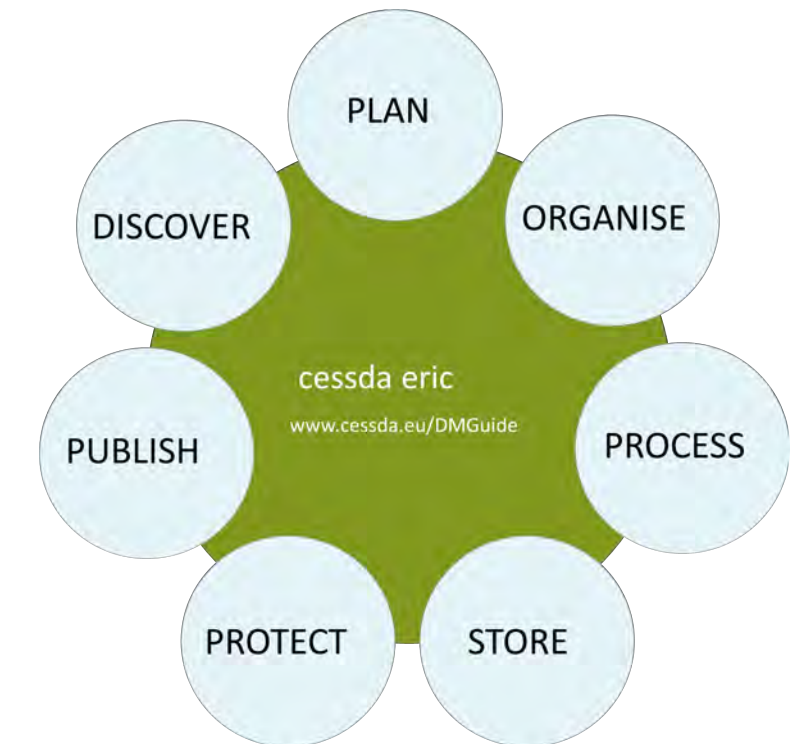 PLAN
ORGANISE
PROCESS
STORE
PROTECT
PUBLISH
DISCOVER
cessda eric
www.cessda.eu/DMGuide